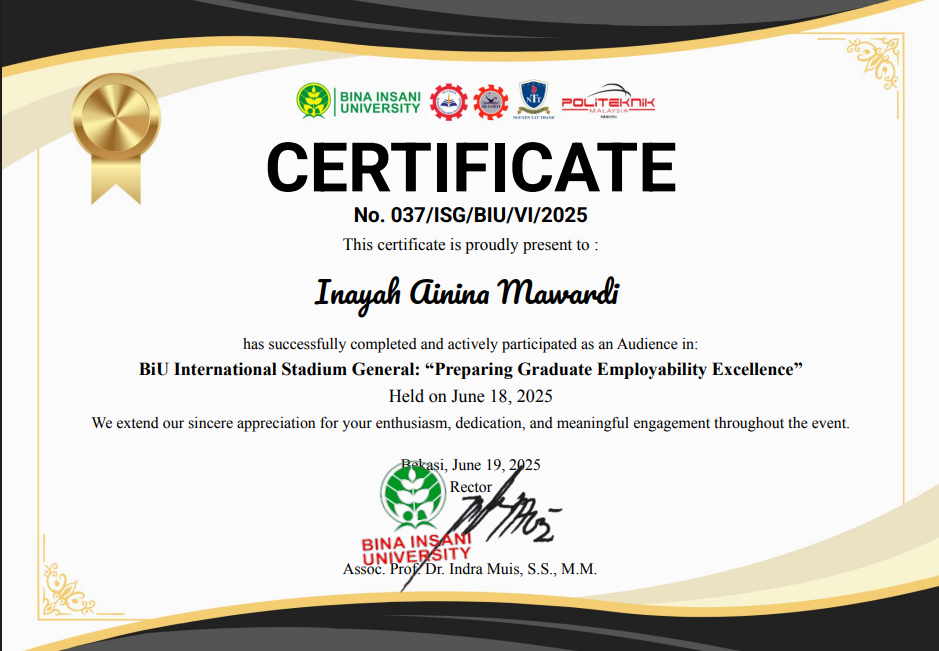 BINA INSANI
UNIVERSITY
NTT
NGUYEN TAT THANH
POLITEKNIK
MALAYSIA
MERSING
CERTIFICATE
No. 037/ISG/BIU/VI/2025
This certificate is proudly present to :
Inayah Ainina Mawardi
has successfully completed and actively participated as an Audience in:
BiU International Stadium General: “Preparing Graduate Employability Excellence”
Held on June 18, 2025
We extend our sincere appreciation for your enthusiasm, dedication, and meaningful engagement throughout the event.
Bekasi, June 19, 2025
Rector
BINA INSANI
UNIVERSITY
Assoc. Prof. Dr. Indra Muis, S.S., M.M.